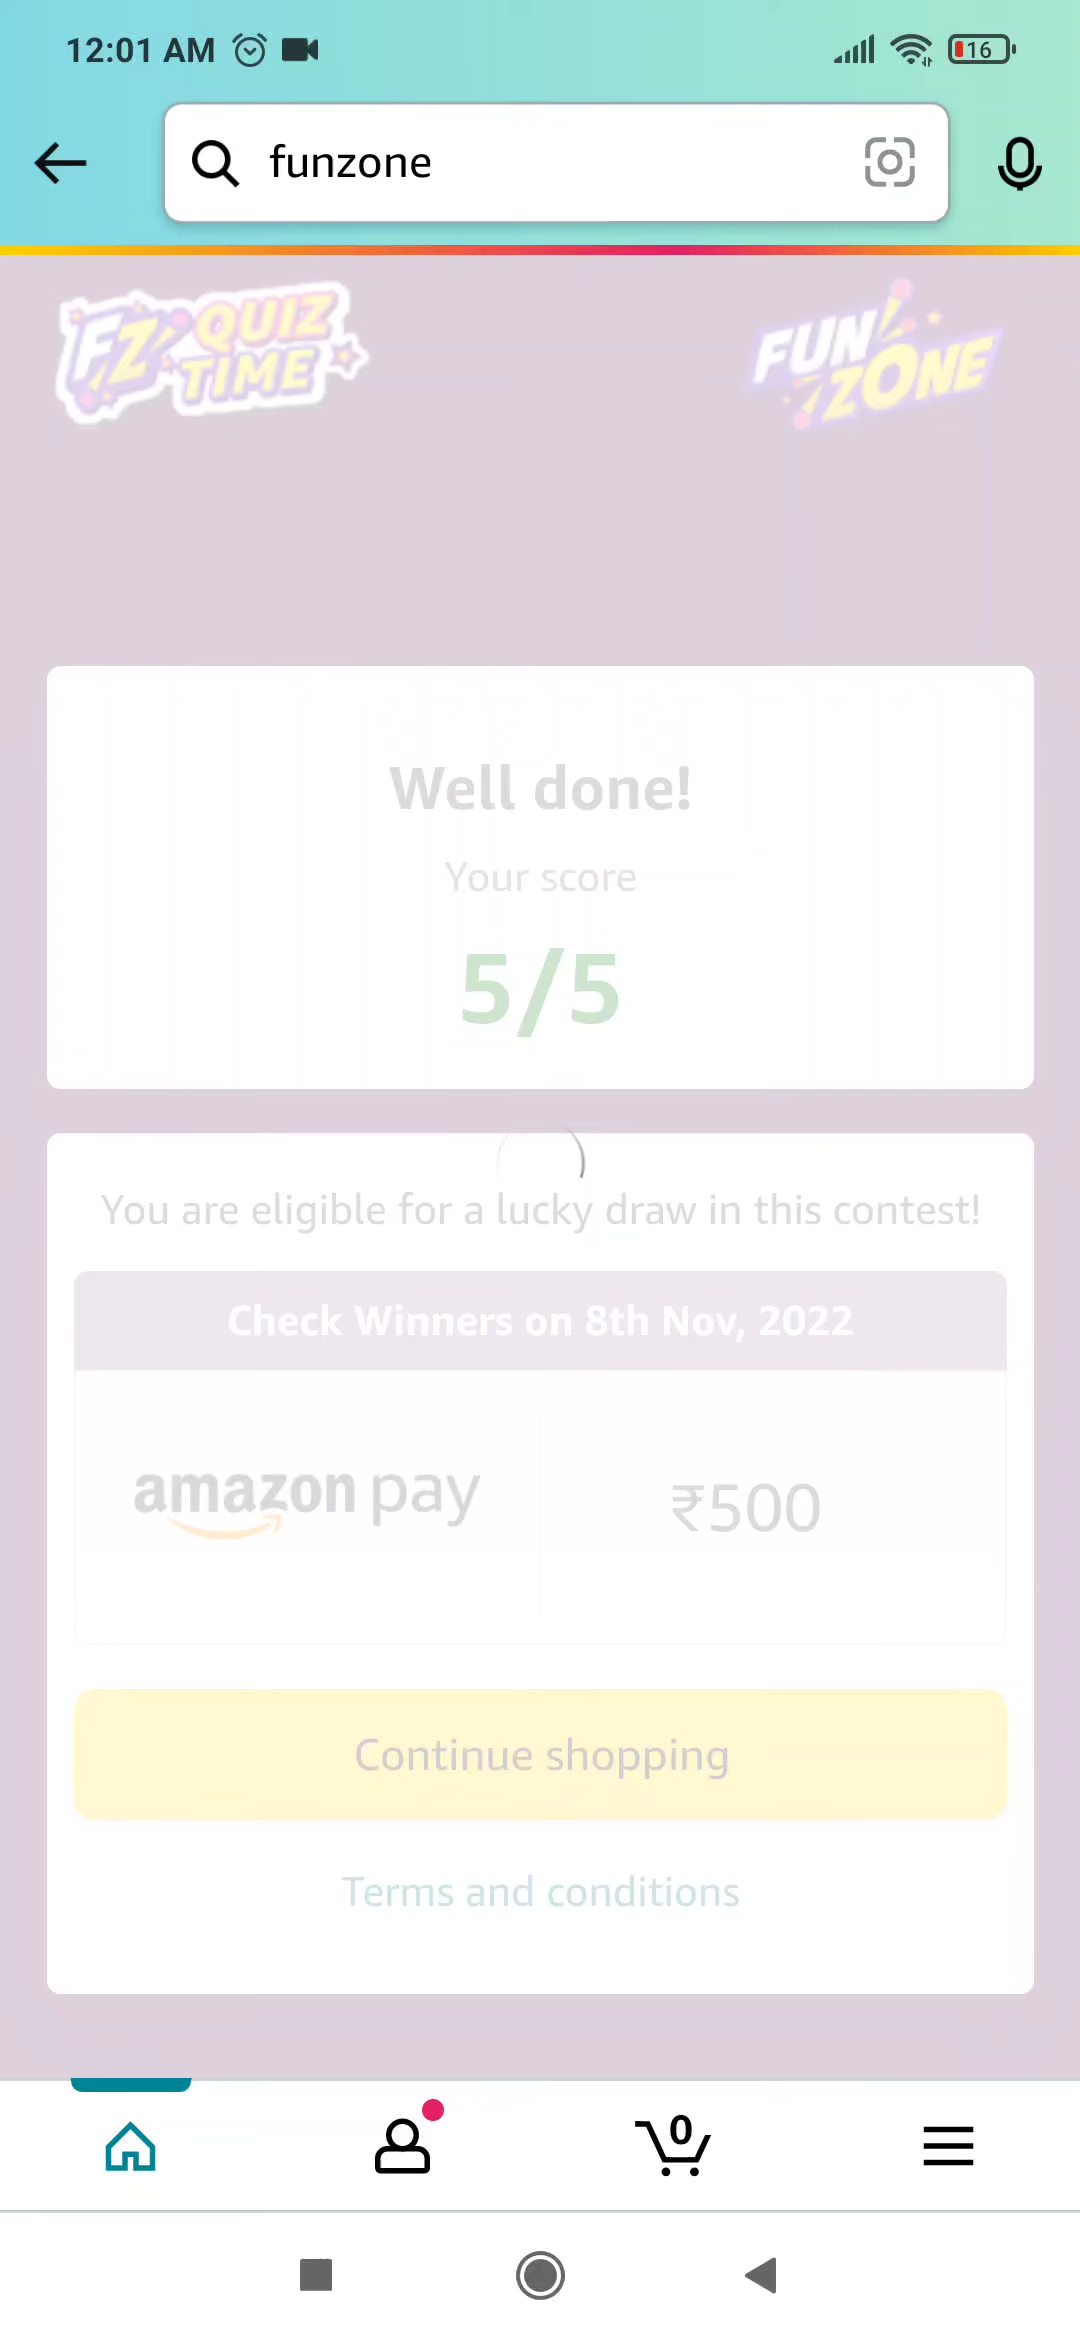 12:01 AM
16
funzone
FZ QUIZ TIME
FUN ZONE
Well done!
Your score
5/5
You are eligible for a lucky draw in this contest!
Check Winners on 8th Nov, 2022
amazon pay
₹500
Continue shopping
Terms and conditions
0